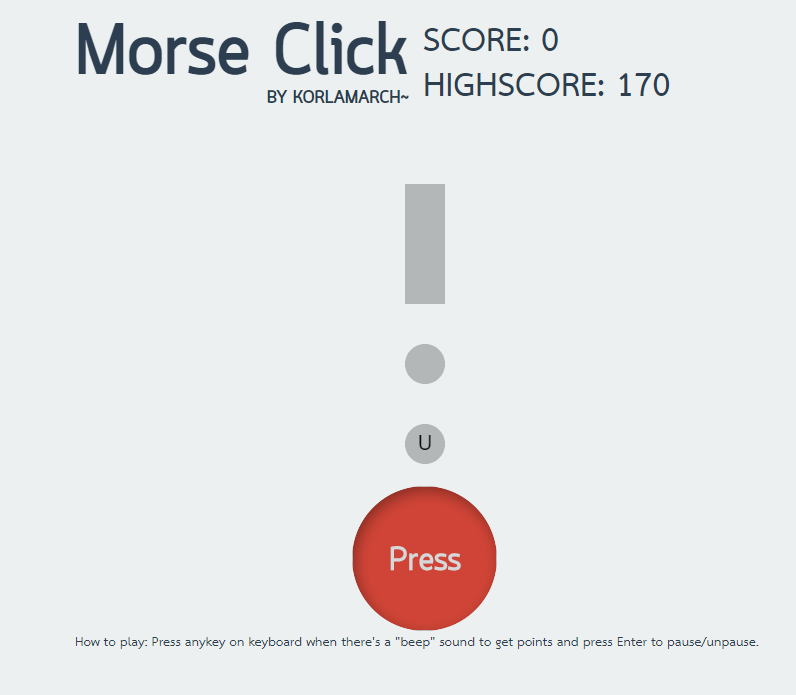 Morse Click
BY KORLAMARCH~
SCORE: 0
HIGHSCORE: 170
U
Press
How to play: Press anykey on keyboard when there's a "beep" sound to get points and press Enter to pause/unpause.